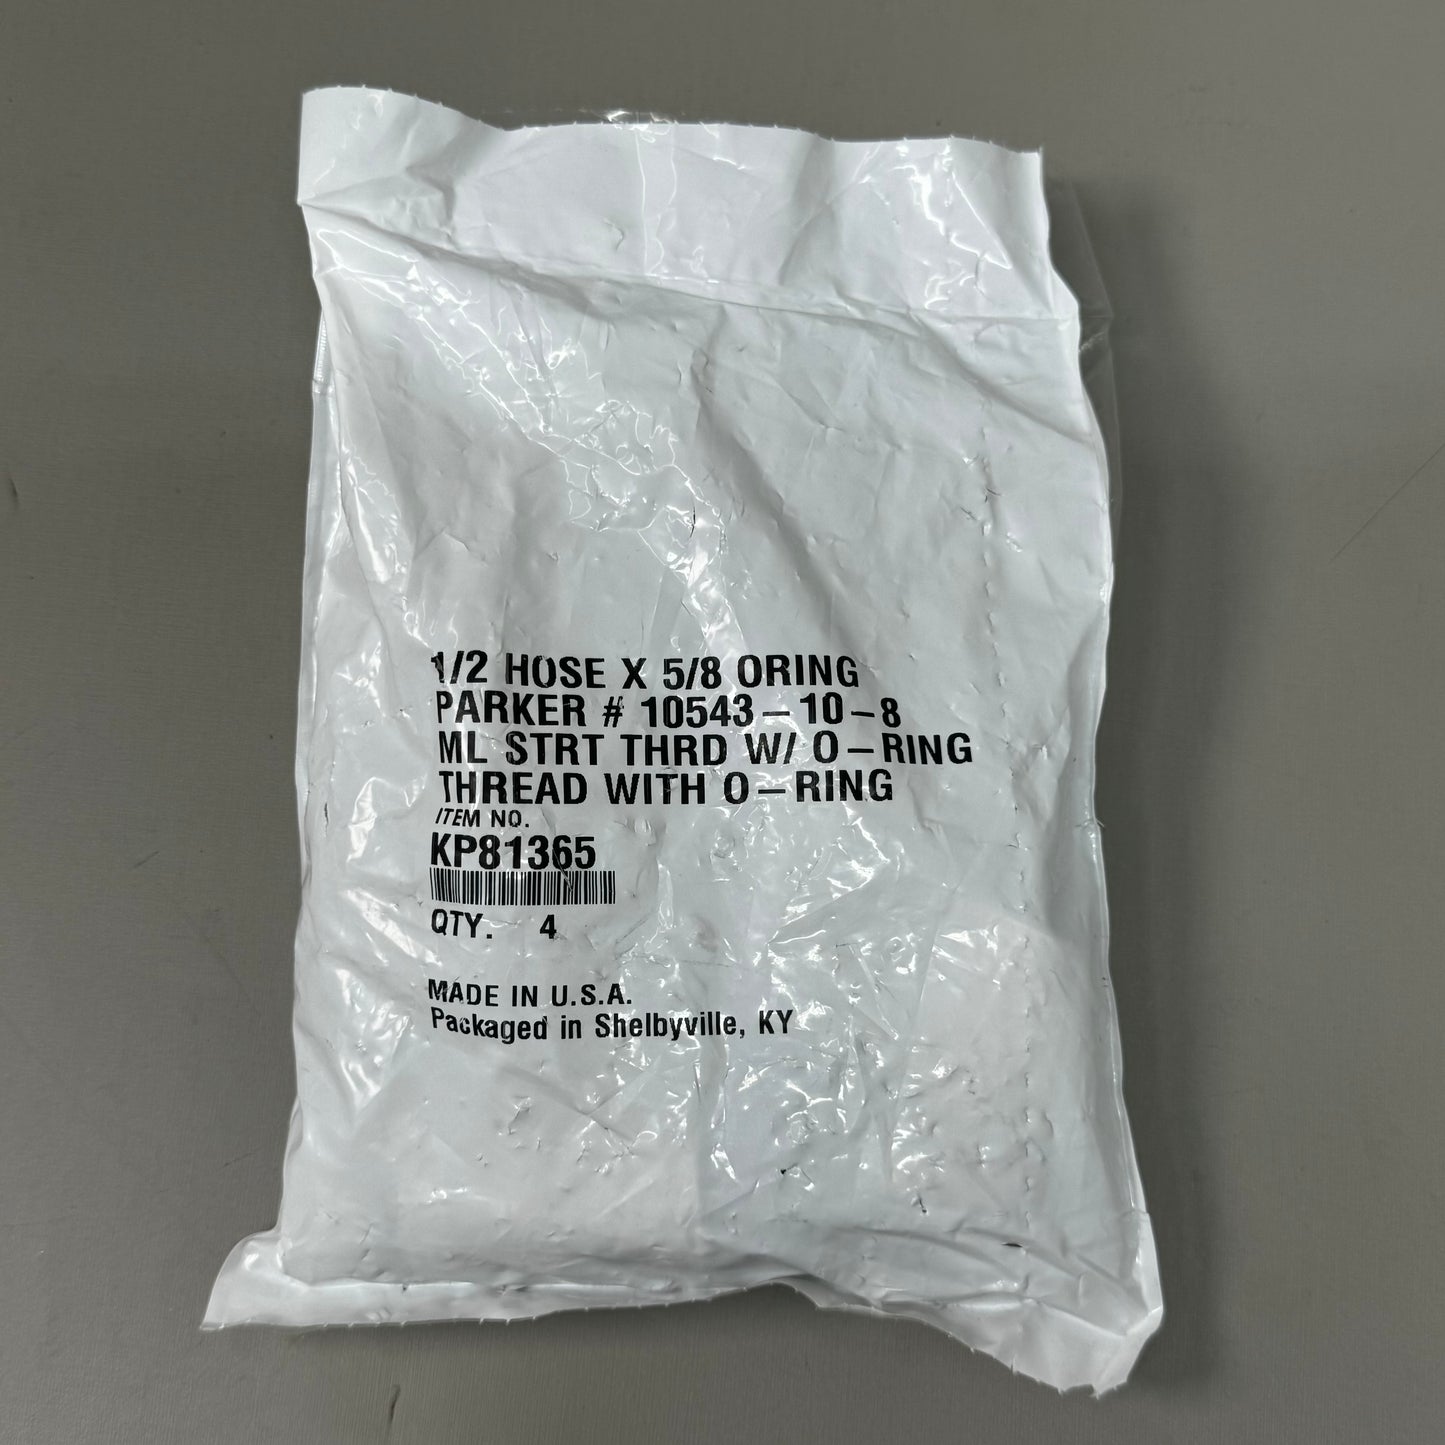 1/2 HOSE X 5/8 ORING
PARKER # 10543-10-8
ML STRT THRD W/ O-RING
THREAD WITH O-RING
ITEM NO.
KP81365
QTY. 4
MADE IN U.S.A.
Packaged in Shelbyville, KY